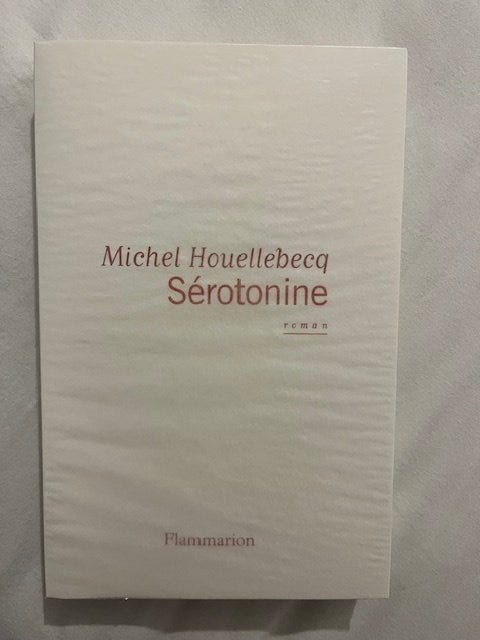 Michel Houellebecq
Sérotonine
roman
Flammarion